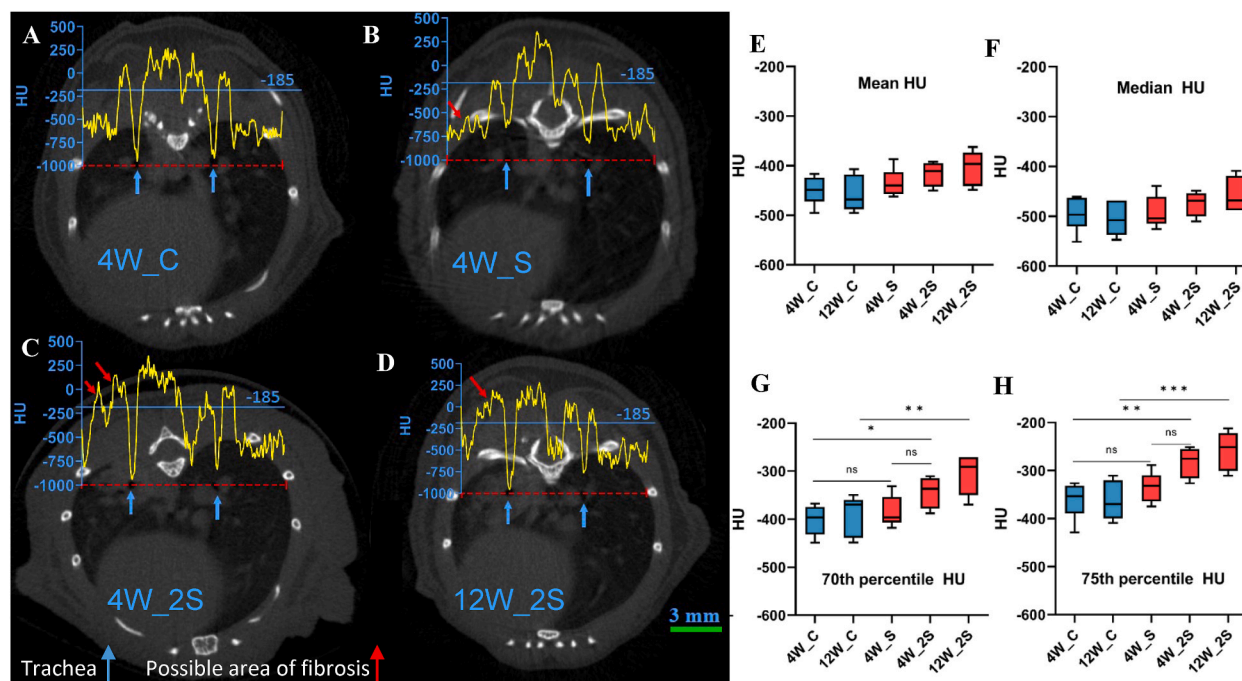 A
500
250
0
-250
-500
-750
-1000
HU
-185
4W_C
B
500
250
0
-250
500
750
-1000
HU
-185
4W_S
C
500
250
0
-250
-500
-750
-1000
HU
-185
4W_2S
D
500
250
0
-250
-500
-750
-1000
HU
-185
12W_2S
3 mm
Trachea
Possible area of fibrosis
E
Mean HU
HU
-200
-300
-400
-500
-600
4W_C
12W_C
4W_S
4W_2S
12W_2S
F
Median HU
HU
-200
-300
-400
-500
-600
4W_C
12W_C
4W_S
4W_2S
12W_2S
G
**
*
ns
ns
HU
-200
-300
-400
-500
-600
70th percentile HU
4W_C
12W_C
4W_S
4W_2S
12W_2S
H
***
**
ns
ns
HU
-200
-300
-400
-500
-600
75th percentile HU
4W_C
12W_C
4W_S
4W_2S
12W_2S